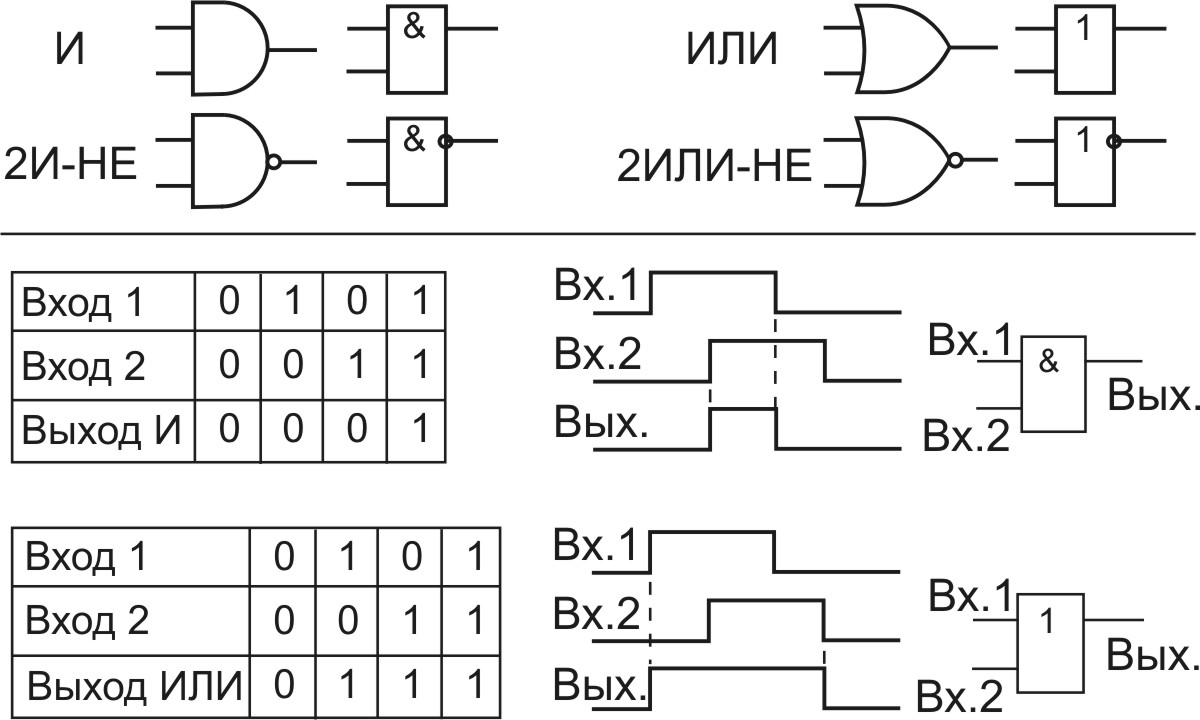 И & ИЛИ 1
2И-НЕ & 2ИЛИ-НЕ 1
Вход 1 0 1 0 1
Вход 2 0 0 1 1
Выход И 0 0 0 1
Вх.1
Вх.2
Вых.
Вх.1 &
Вых.
Вх.2
Вход 1 0 1 0 1
Вход 2 0 0 1 1
Выход ИЛИ 0 1 1 1
Вх.1
Вх.2
Вых.
Вх.1 1
Вых.
Вх.2